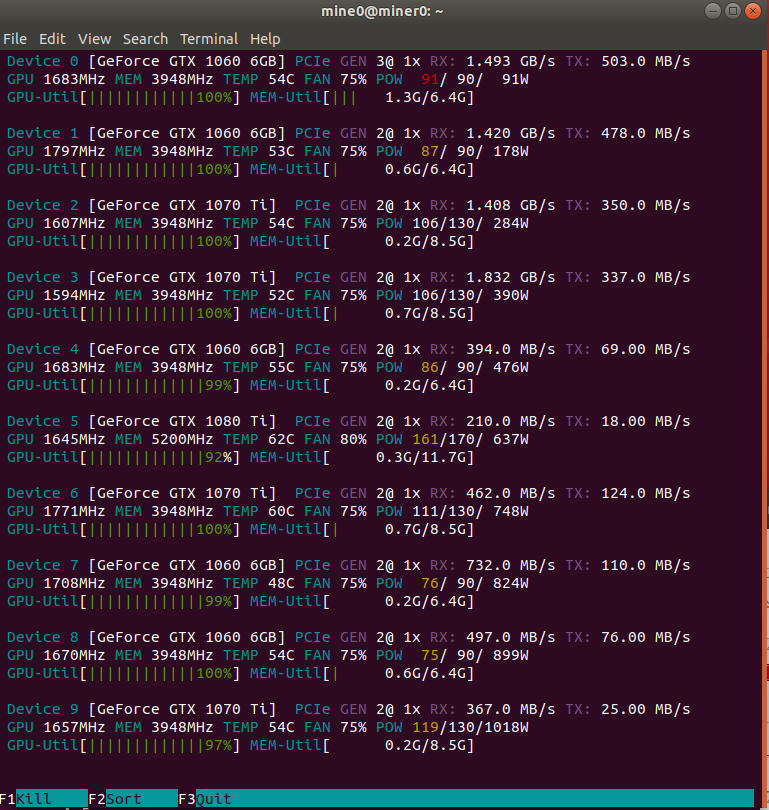 mine0@miner0: ~
File Edit View Search Terminal Help
Device 0 [GeForce GTX 1060 6GB] PCIe GEN 3@ 1x RX: 1.493 GB/s TX: 503.0 MB/s
GPU 1683MHz MEM 3948MHz TEMP 54C FAN 75% POW 91/ 90/ 91W
GPU-Util[||||||||||||100%] MEM-Util[||| 1.3G/6.4G]
Device 1 [GeForce GTX 1060 6GB] PCIe GEN 2@ 1x RX: 1.420 GB/s TX: 478.0 MB/s
GPU 1797MHz MEM 3948MHz TEMP 53C FAN 75% POW 87/ 90/ 178W
GPU-Util[||||||||||||100%] MEM-Util[| 0.6G/6.4G]
Device 2 [GeForce GTX 1070 Ti] PCIe GEN 2@ 1x RX: 1.408 GB/s TX: 350.0 MB/s
GPU 1607MHz MEM 3948MHz TEMP 54C FAN 75% POW 106/130/ 284W
GPU-Util[||||||||||||100%] MEM-Util[ 0.2G/8.5G]
Device 3 [GeForce GTX 1070 Ti] PCIe GEN 2@ 1x RX: 1.832 GB/s TX: 337.0 MB/s
GPU 1594MHz MEM 3948MHz TEMP 52C FAN 75% POW 106/130/ 390W
GPU-Util[||||||||||||100%] MEM-Util[| 0.7G/8.5G]
Device 4 [GeForce GTX 1060 6GB] PCIe GEN 2@ 1x RX: 394.0 MB/s TX: 69.00 MB/s
GPU 1683MHz MEM 3948MHz TEMP 55C FAN 75% POW 86/ 90/ 476W
GPU-Util[|||||||||||||99%] MEM-Util[ 0.2G/6.4G]
Device 5 [GeForce GTX 1080 Ti] PCIe GEN 2@ 1x RX: 210.0 MB/s TX: 18.00 MB/s
GPU 1645MHz MEM 5200MHz TEMP 62C FAN 80% POW 161/170/ 637W
GPU-Util[|||||||||||||92%] MEM-Util[ 0.3G/11.7G]
Device 6 [GeForce GTX 1070 Ti] PCIe GEN 2@ 1x RX: 462.0 MB/s TX: 124.0 MB/s
GPU 1771MHz MEM 3948MHz TEMP 60C FAN 75% POW 111/130/ 748W
GPU-Util[||||||||||||100%] MEM-Util[| 0.7G/8.5G]
Device 7 [GeForce GTX 1060 6GB] PCIe GEN 2@ 1x RX: 732.0 MB/s TX: 110.0 MB/s
GPU 1708MHz MEM 3948MHz TEMP 48C FAN 75% POW 76/ 90/ 824W
GPU-Util[|||||||||||||99%] MEM-Util[ 0.2G/6.4G]
Device 8 [GeForce GTX 1060 6GB] PCIe GEN 2@ 1x RX: 497.0 MB/s TX: 76.00 MB/s
GPU 1670MHz MEM 3948MHz TEMP 54C FAN 75% POW 75/ 90/ 899W
GPU-Util[||||||||||||100%] MEM-Util[| 0.6G/6.4G]
Device 9 [GeForce GTX 1070 Ti] PCIe GEN 2@ 1x RX: 367.0 MB/s TX: 25.00 MB/s
GPU 1657MHz MEM 3948MHz TEMP 54C FAN 75% POW 119/130/1018W
GPU-Util[|||||||||||||97%] MEM-Util[ 0.2G/8.5G]
F1Kill F2Sort F3Quit